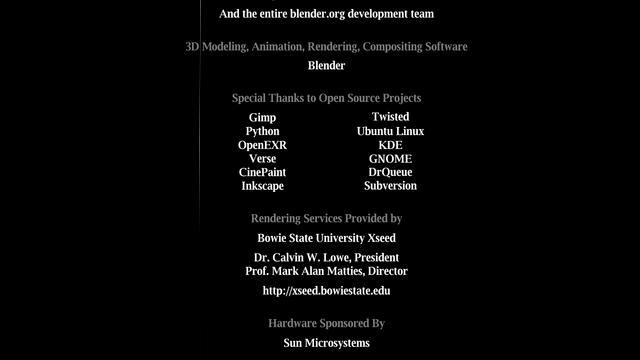 And the entire blender.org development team
3D Modeling, Animation, Rendering, Compositing Software
Blender
Special Thanks to Open Source Projects
Gimp Twisted
Python Ubuntu Linux
OpenEXR KDE
Verse GNOME
CinePaint DrQueue
Inkscape Subversion
Rendering Services Provided by
Bowie State University Xseed
Dr. Calvin W. Lowe, President
Prof. Mark Alan Matties, Director
http://xseed.bowiestate.edu
Hardware Sponsored By
Sun Microsystems